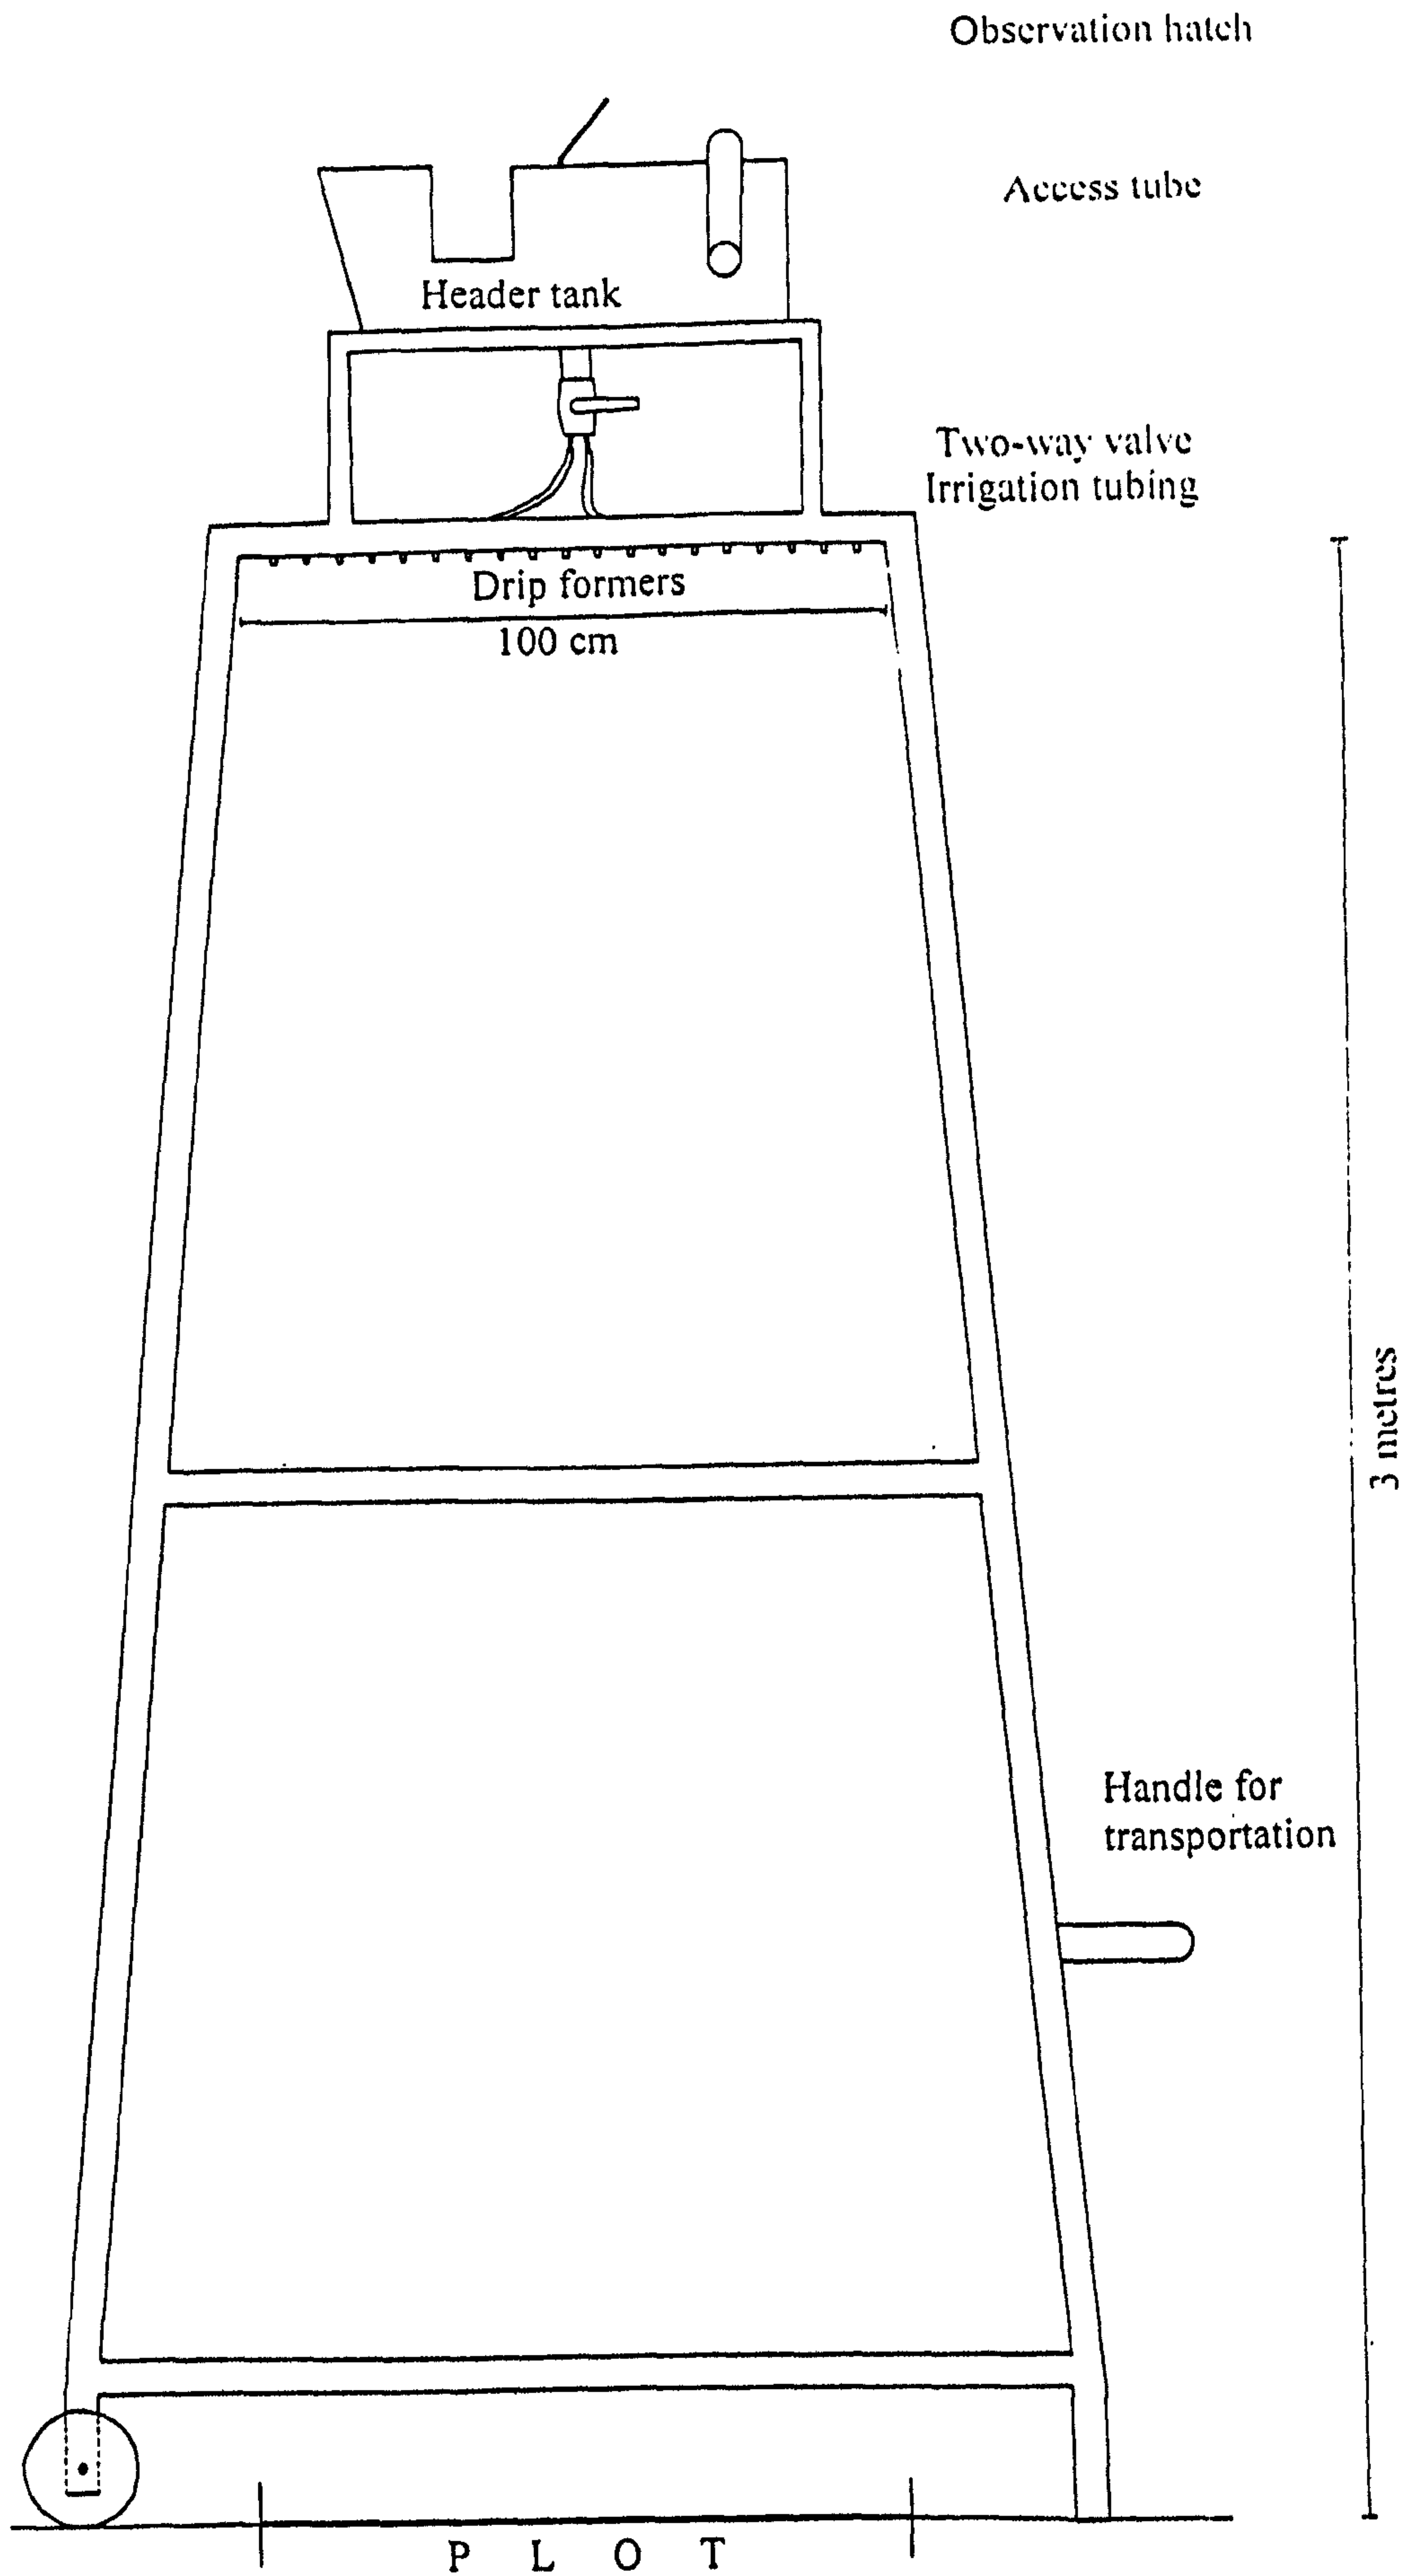 Observation hatch
Access tube
Header tank
Two-way valve
Irrigation tubing
Drip formers
100 cm
3 metres
Handle for
transportation
P L O T